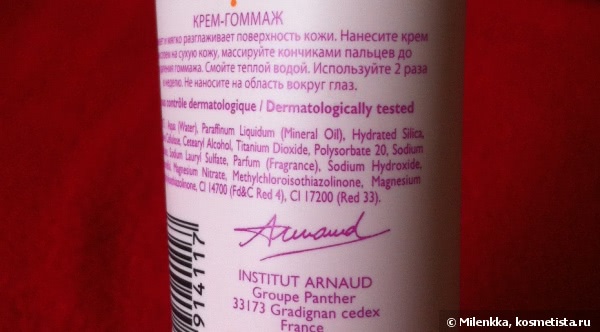 КРЕМ-ГОММАЖ
мягко разглаживает поверхность кожи. Нанесите крем
на сухую кожу, массируйте кончиками пальцев до
гоммажа. Смойте теплой водой. Используйте 2 раза
неделю. Не наносите на область вокруг глаз.
contrôle dermatologique / Dermatologically tested
Aqua (Water), Paraffinum Liquidum (Mineral Oil), Hydrated Silica,
Cellulose, Cetearyl Alcohol, Titanium Dioxide, Polysorbate 20, Sodium
Sodium Lauryl Sulfate, Parfum (Fragrance), Sodium Hydroxide,
Magnesium Nitrate, Methylchloroisothiazolinone, Magnesium
CI 14700 (Fd&C Red 4), CI 17200 (Red 33).
Arnaud
INSTITUT ARNAUD
Groupe Panther
33173 Gradignan cedex
France
914117
© Milenkka, kosmetista.ru